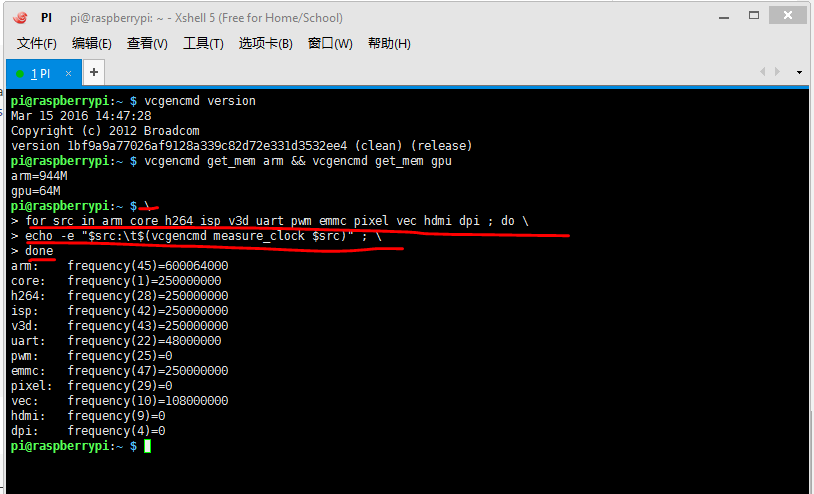 PI pi@raspberrypi: ~ - Xshell 5 (Free for Home/School)
文件(F) 编辑(E) 查看(V) 工具(T) 选项卡(B) 窗口(W) 帮助(H)
1 PI × +
pi@raspberrypi:~ $ vcgencmd version
Mar 15 2016 14:47:28
Copyright (c) 2012 Broadcom
version 1bf9a9a77026af9128a339c82d72e331d3532ee4 (clean) (release)
pi@raspberrypi:~ $ vcgencmd get_mem arm && vcgencmd get_mem gpu
arm=944M
gpu=64M
pi@raspberrypi:~ $ \
> for src in arm core h264 isp v3d uart pwm emmc pixel vec hdmi dpi ; do \
> echo -e "$src:\t$(vcgencmd measure_clock $src)" ; \
> done
arm: frequency(45)=600064000
core: frequency(1)=250000000
h264: frequency(28)=250000000
isp: frequency(42)=250000000
v3d: frequency(43)=250000000
uart: frequency(22)=48000000
pwm: frequency(25)=0
emmc: frequency(47)=250000000
pixel: frequency(29)=0
vec: frequency(10)=108000000
hdmi: frequency(9)=0
dpi: frequency(4)=0
pi@raspberrypi:~ $